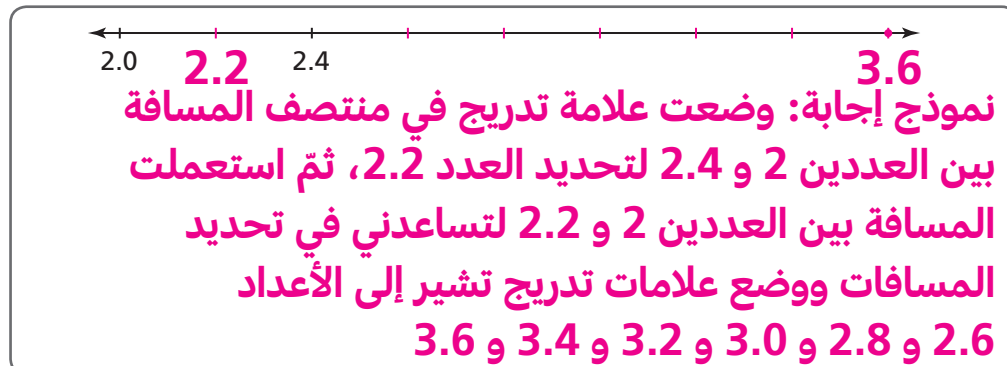 2.0 2.2 2.4 3.6
نموذج إجابة: وضعت علامة تدريج في منتصف المسافة
بين العددين 2 و 2.4 لتحديد العدد 2.2، ثمّ استعملت
المسافة بين العددين 2 و 2.2 لتساعدني في تحديد
المسافات ووضع علامات تدريج تشير إلى الأعداد
2.6 و 2.8 و 3.0 و 3.2 و 3.4 و 3.6